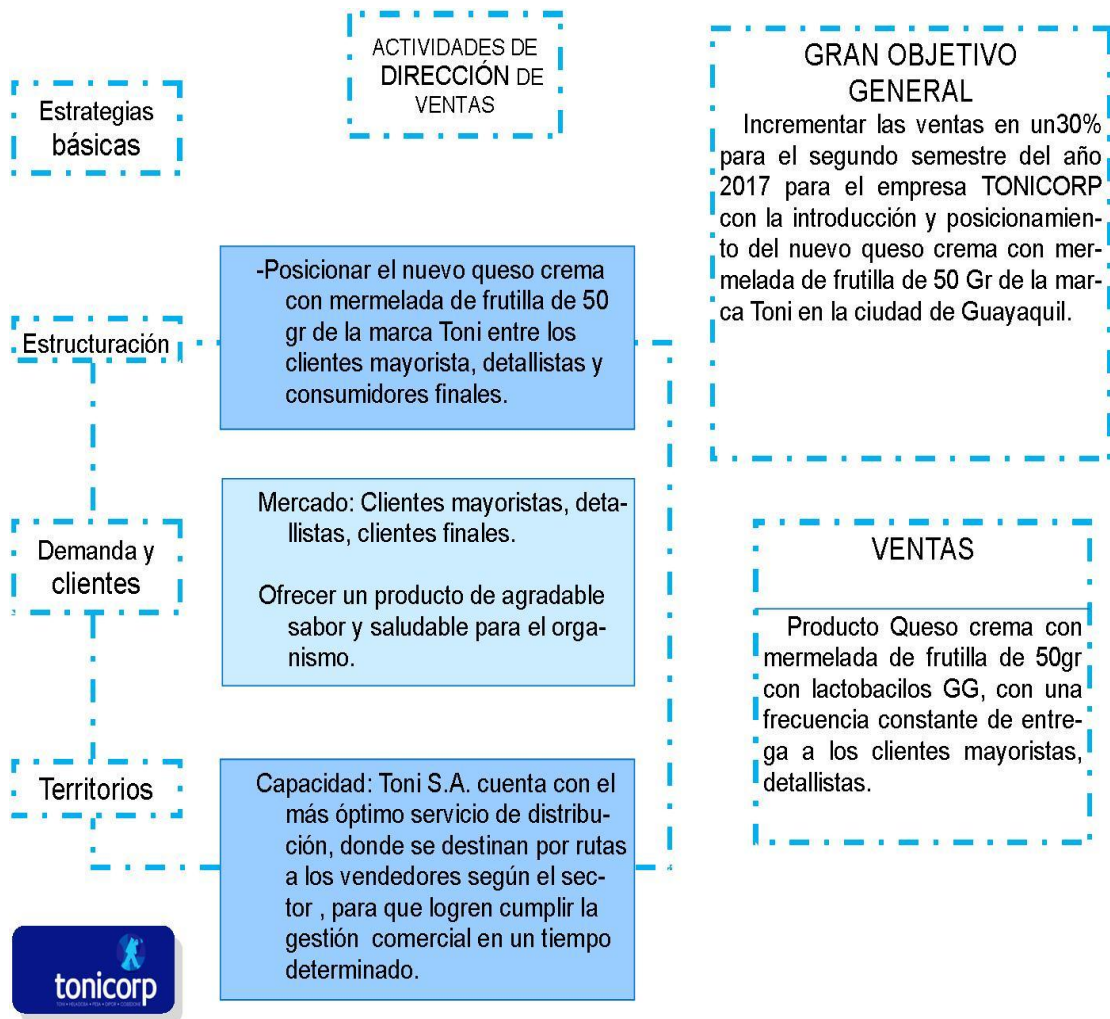 Estrategias
básicas
ACTIVIDADES DE
DIRECCIÓN DE
VENTAS
GRAN OBJETIVO
GENERAL
Incrementar las ventas en un30%
para el segundo semestre del año
2017 para el empresa TONICORP
con la introducción y posicionamie-
nto del nuevo queso crema con mer-
melada de frutilla de 50 Gr de la mar-
ca Toni en la ciudad de Guayaquil.
Estructuración
-Posicionar el nuevo queso crema
con mermelada de frutilla de 50
gr de la marca Toni entre los
clientes mayorista, detallistas y
consumidores finales.
Demanda y
clientes
Mercado: Clientes mayoristas, deta-
llistas, clientes finales.
Ofrecer un producto de agradable
sabor y saludable para el orga-
nismo.
VENTAS
Producto Queso crema con
mermelada de frutilla de 50gr
con lactobacilos GG, con una
frecuencia constante de entre-
ga a los clientes mayoristas,
detallistas.
Territorios
Capacidad: Toni S.A. cuenta con el
más óptimo servicio de distribu-
ción, donde se destinan por rutas
a los vendedores según el sec-
tor , para que logren cumplir la
gestión comercial en un tiempo
determinado.
tonicorp